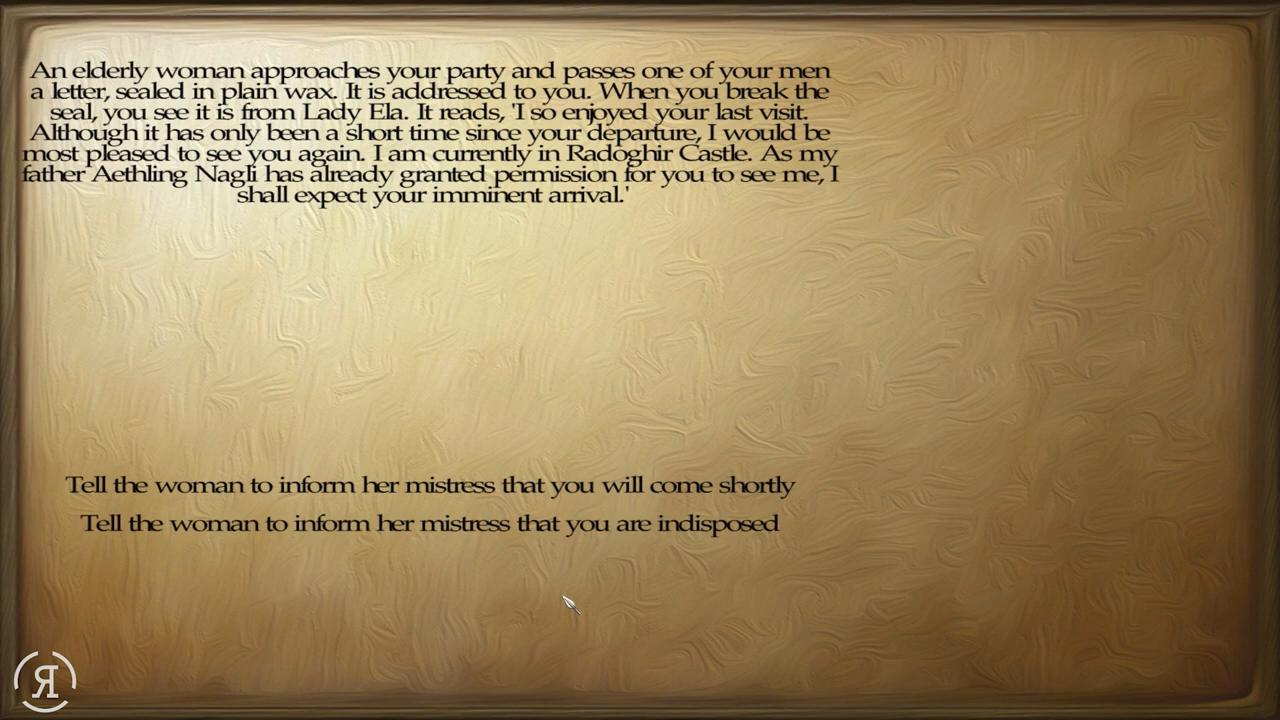 An elderly woman approaches your party and passes one of your men
a letter, sealed in plain wax. It is addressed to you. When you break the
seal, you see it is from Lady Ela. It reads, 'I so enjoyed your last visit.
Although it has only been a short time since your departure, I would be
most pleased to see you again. I am currently in Radoghir Castle. As my
father Aethling Nagli has already granted permission for you to see me, I
shall expect your imminent arrival.'
Tell the woman to inform her mistress that you will come shortly
Tell the woman to inform her mistress that you are indisposed
Я